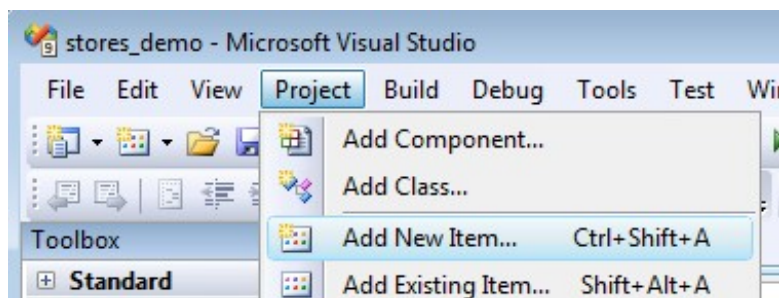 stores_demo - Microsoft Visual Studio
File Edit View Project Build Debug Tools Test Wi
Add Component...
Add Class...
Add New Item... Ctrl+Shift+A
Toolbox
Standard
Add Existing Item... Shift+Alt+A